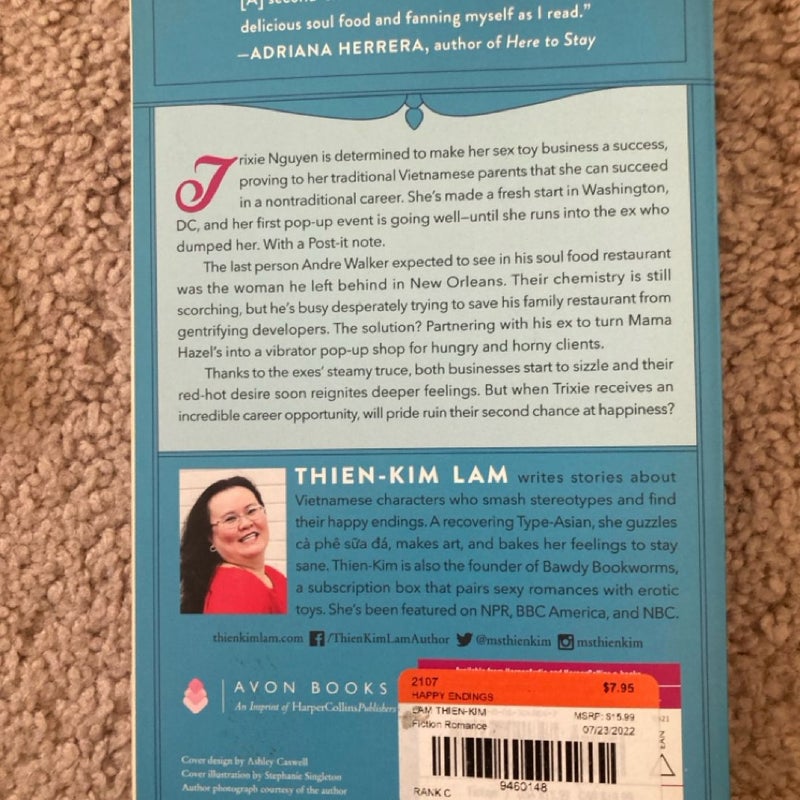 [A] second
delicious soul food and fanning myself as I read.”
—ADRIANA HERRERA, author of Here to Stay
Trixie Nguyen is determined to make her sex toy business a success,
proving to her traditional Vietnamese parents that she can succeed
in a nontraditional career. She’s made a fresh start in Washington,
DC, and her first pop-up event is going well—until she runs into the ex who
dumped her. With a Post-it note.
The last person Andre Walker expected to see in his soul food restaurant
was the woman he left behind in New Orleans. Their chemistry is still
scorching, but he’s busy desperately trying to save his family restaurant from
gentrifying developers. The solution? Partnering with his ex to turn Mama
Hazel’s into a vibrator pop-up shop for hungry and horny clients.
Thanks to the exes’ steamy truce, both businesses start to sizzle and their
red-hot desire soon reignites deeper feelings. But when Trixie receives an
incredible career opportunity, will pride ruin their second chance at happiness?
THIEN-KIM LAM writes stories about
Vietnamese characters who smash stereotypes and find
their happy endings. A recovering Type-Asian, she guzzles
cà phê sữa đá, makes art, and bakes her feelings to stay
sane. Thien-Kim is also the founder of Bawdy Bookworms,
a subscription box that pairs sexy romances with erotic
toys. She’s been featured on NPR, BBC America, and NBC.
thienkimlam.com /ThienKimLamAuthor @msthienkim msthienkim
AVON BOOKS
An Imprint of HarperCollinsPublishers
2107 $7.95
HAPPY ENDINGS
LAM THIEN-KIM MSRP: $15.99
Fiction Romance 07/23/2022
EAN
9460148
RANK C
Cover design by Ashley Caswell
Cover illustration by Stephanie Singleton
Author photograph courtesy of the author